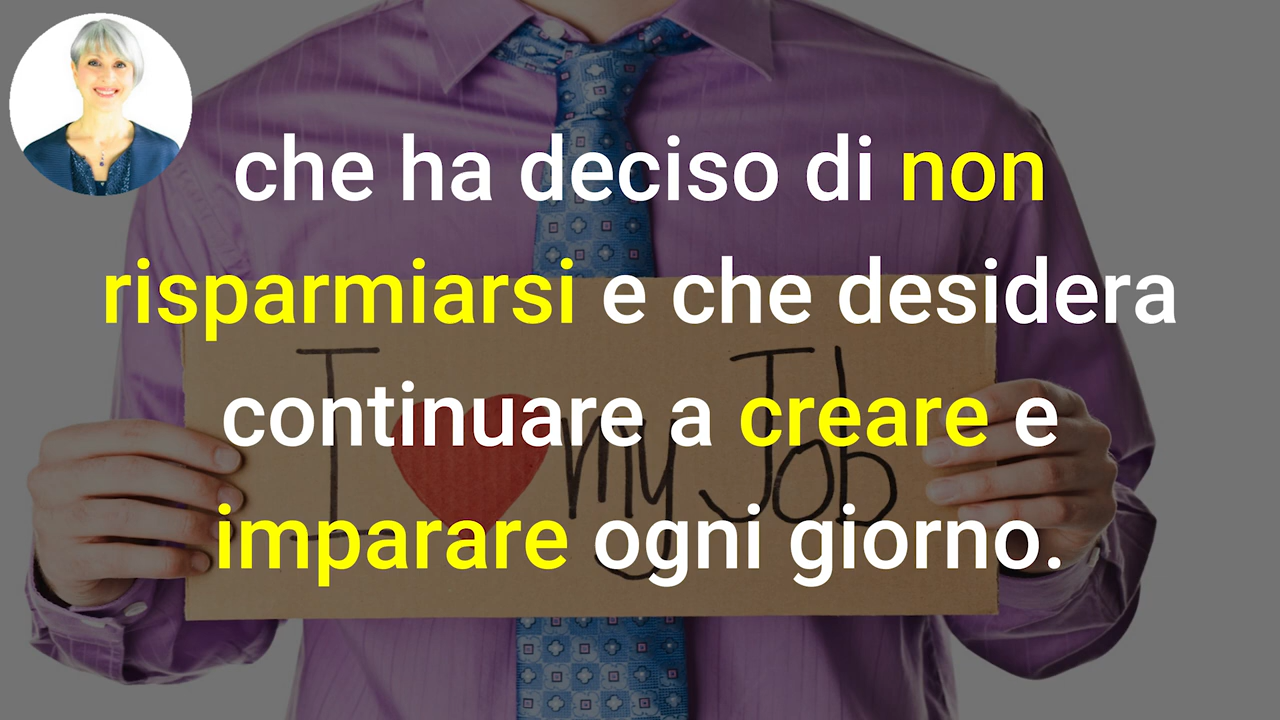 che ha deciso di non
risparmiarsi e che desidera
continuare a creare e
imparare ogni giorno.
I my Job